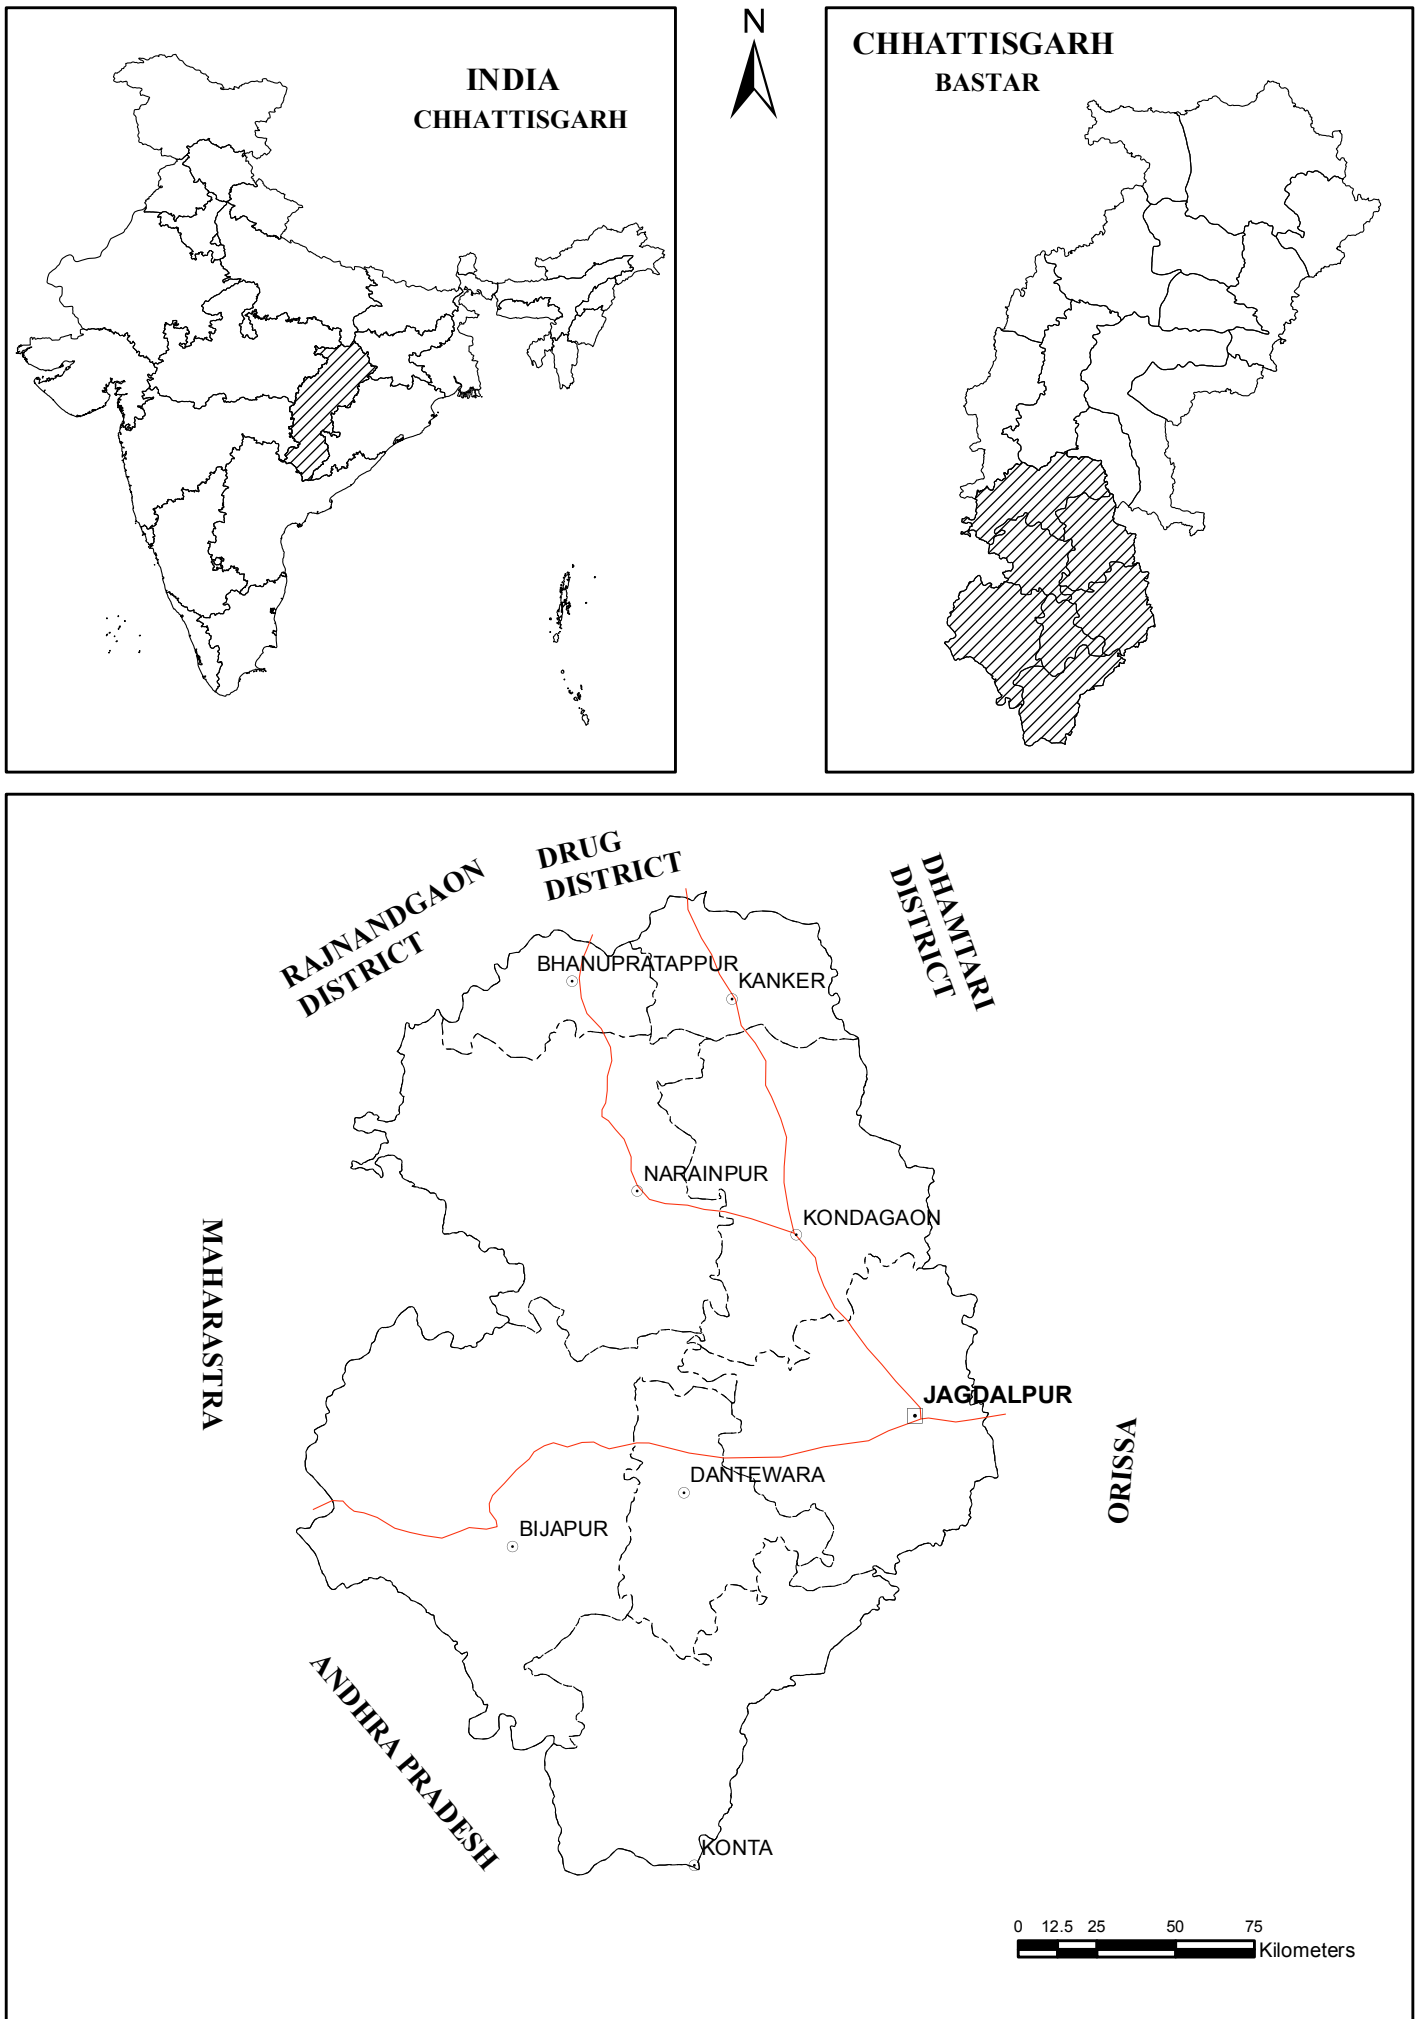 INDIA
CHHATTISGARH
N
CHHATTISGARH
BASTAR
DRUG
DISTRICT
RAJNANDGAON
DISTRICT
DHAMTARI
DISTRICT
BHANUPRATAPPUR
KANKER
NARAINPUR
KONDAGAON
MAHARASTRA
JAGDALPUR
ORISSA
DANTEWARA
BIJAPUR
ANDHRA PRADESH
KONTA
0 12.5 25 50 75
Kilometers